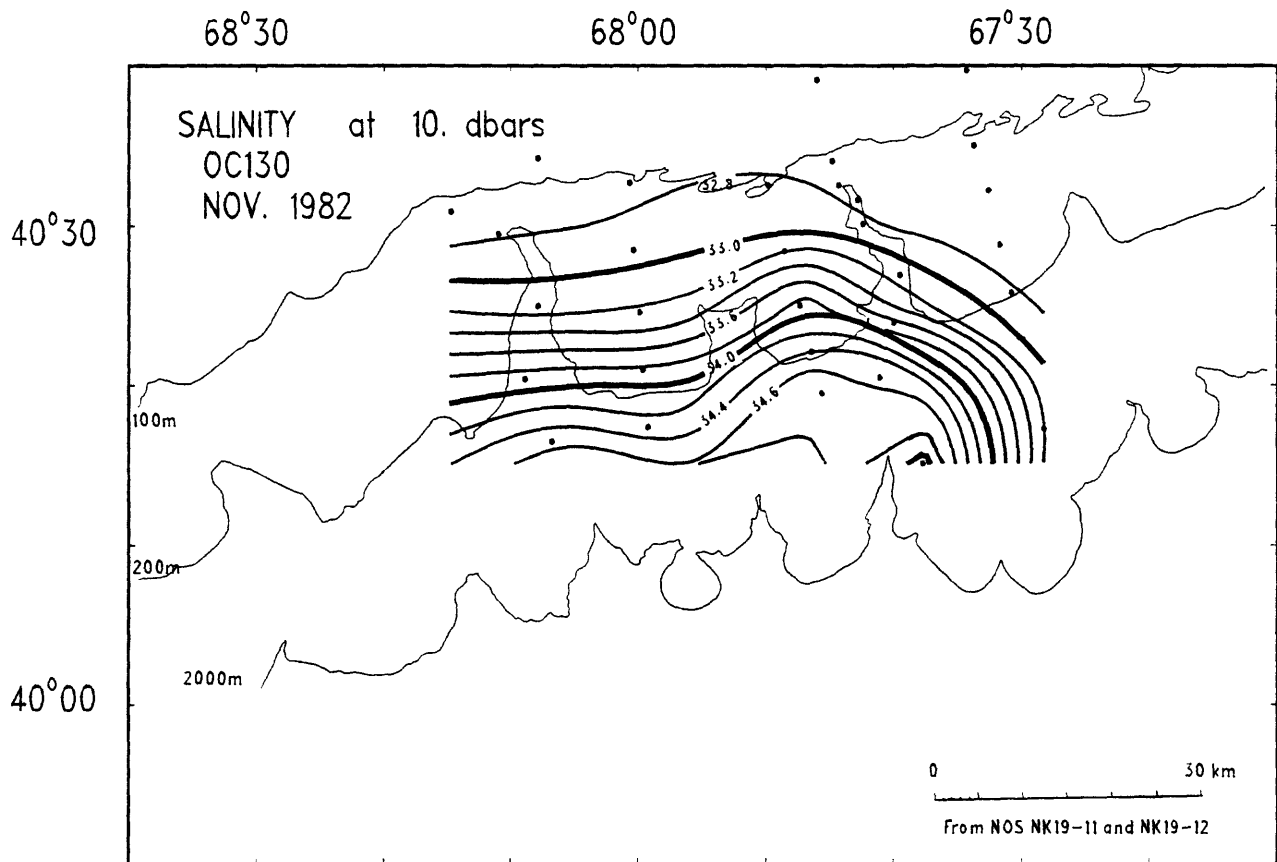 68°30 68°00 67°30
SALINITY at 10. dbars
OC130
NOV. 1982
32.8
40°30
33.0
33.2
33.6
34.0
34.4 34.6
100m
200m
2000m
40°00
0 30 km
From NOS NK19-11 and NK19-12